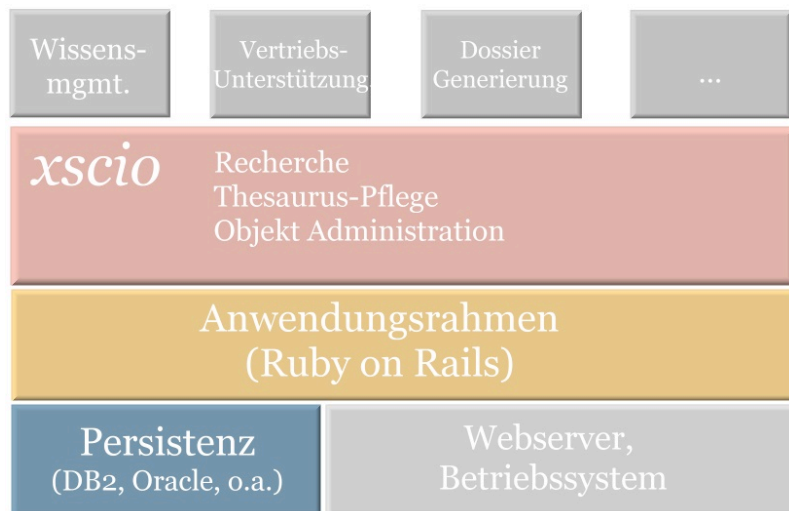 Wissens-
mgmt.
Vertriebs-
Unterstützung.
Dossier
Generierung
...
xscio
Recherche
Thesaurus-Pflege
Objekt Administration
Anwendungsrahmen
(Ruby on Rails)
Persistenz
(DB2, Oracle, o.a.)
Webserver,
Betriebssystem